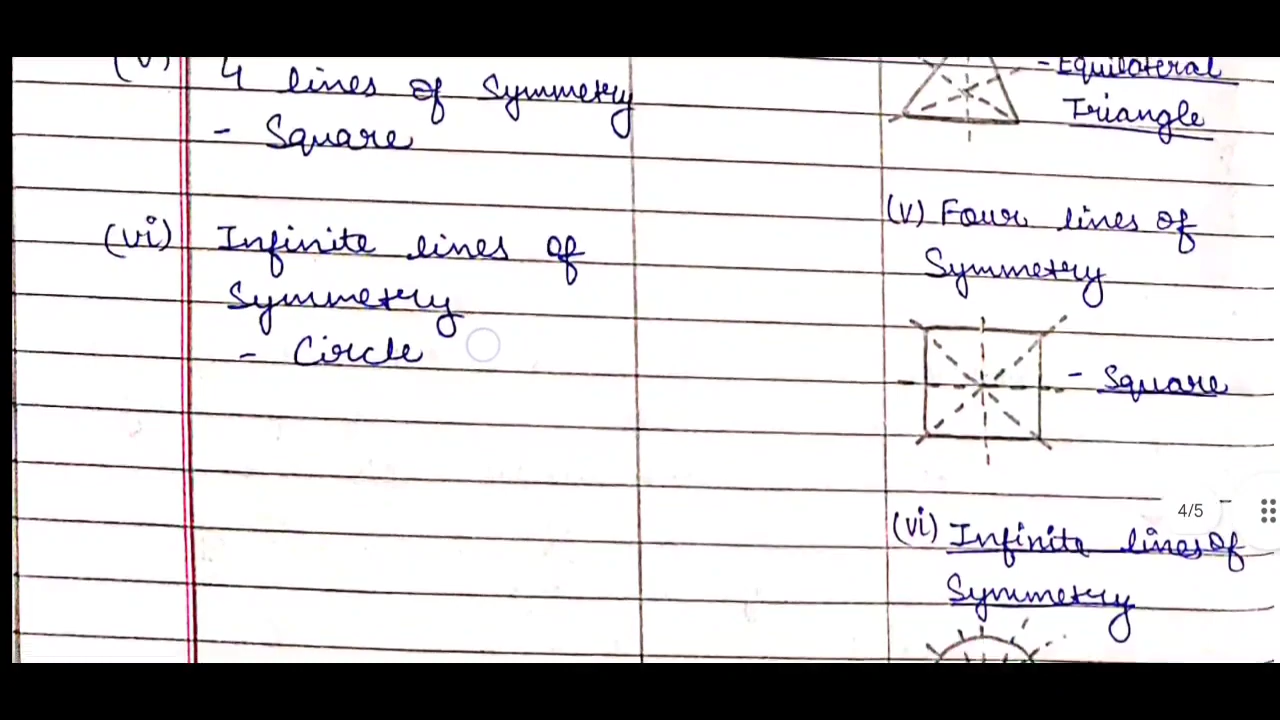 (v) 4 lines of Symmetry
- Square
(vi) Infinite lines of
Symmetry
- Circle
- Equilateral
Triangle
(v) Four lines of
Symmetry
- Square
(vi) Infinite lines of
Symmetry
4/5